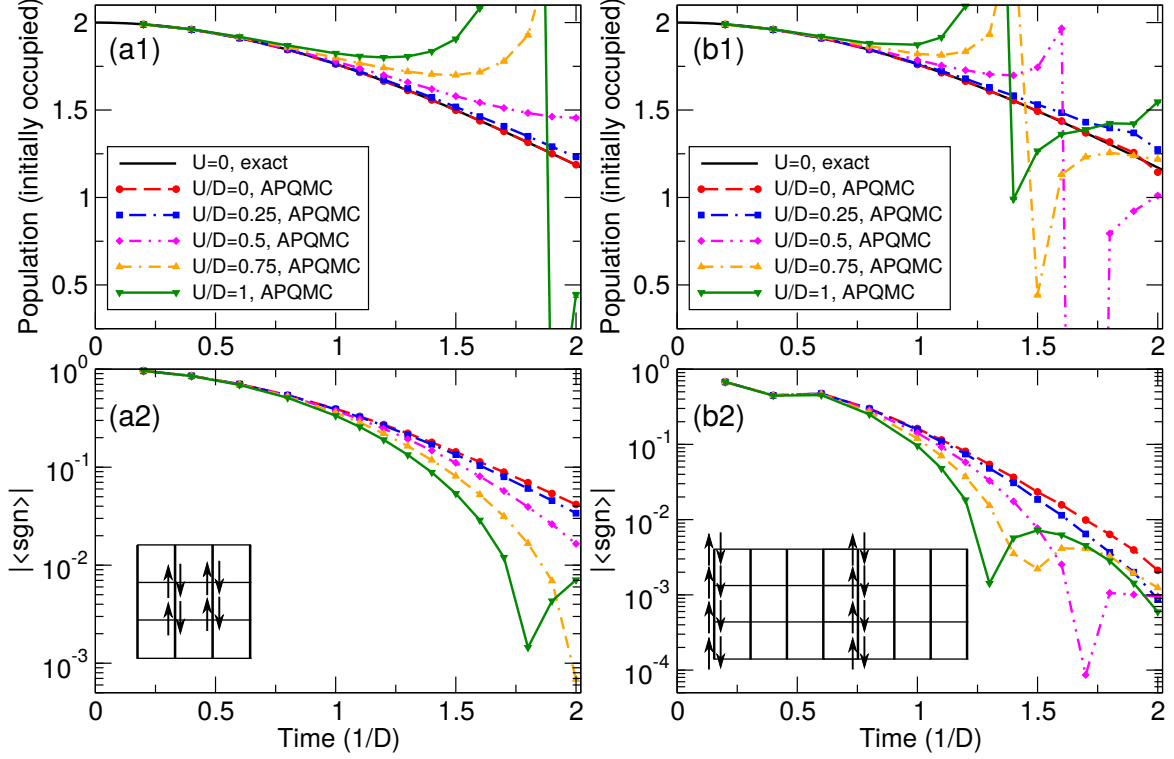 Population (initially occupied)
2
1.5
1
0.5
(a1)
U=0, exact
U/D=0, APQMC
U/D=0.25, APQMC
U/D=0.5, APQMC
U/D=0.75, APQMC
U/D=1, APQMC
0
0.5
1
1.5
2
Population (initially occupied)
2
1.5
1
0.5
(b1)
U=0, exact
U/D=0, APQMC
U/D=0.25, APQMC
U/D=0.5, APQMC
U/D=0.75, APQMC
U/D=1, APQMC
0
0.5
1
1.5
2
|<sgn>|
10^0
10^-1
10^-2
10^-3
(a2)
0
0.5
1
1.5
2
Time (1/D)
|<sgn>|
10^0
10^-1
10^-2
10^-3
10^-4
(b2)
0
0.5
1
1.5
2
Time (1/D)